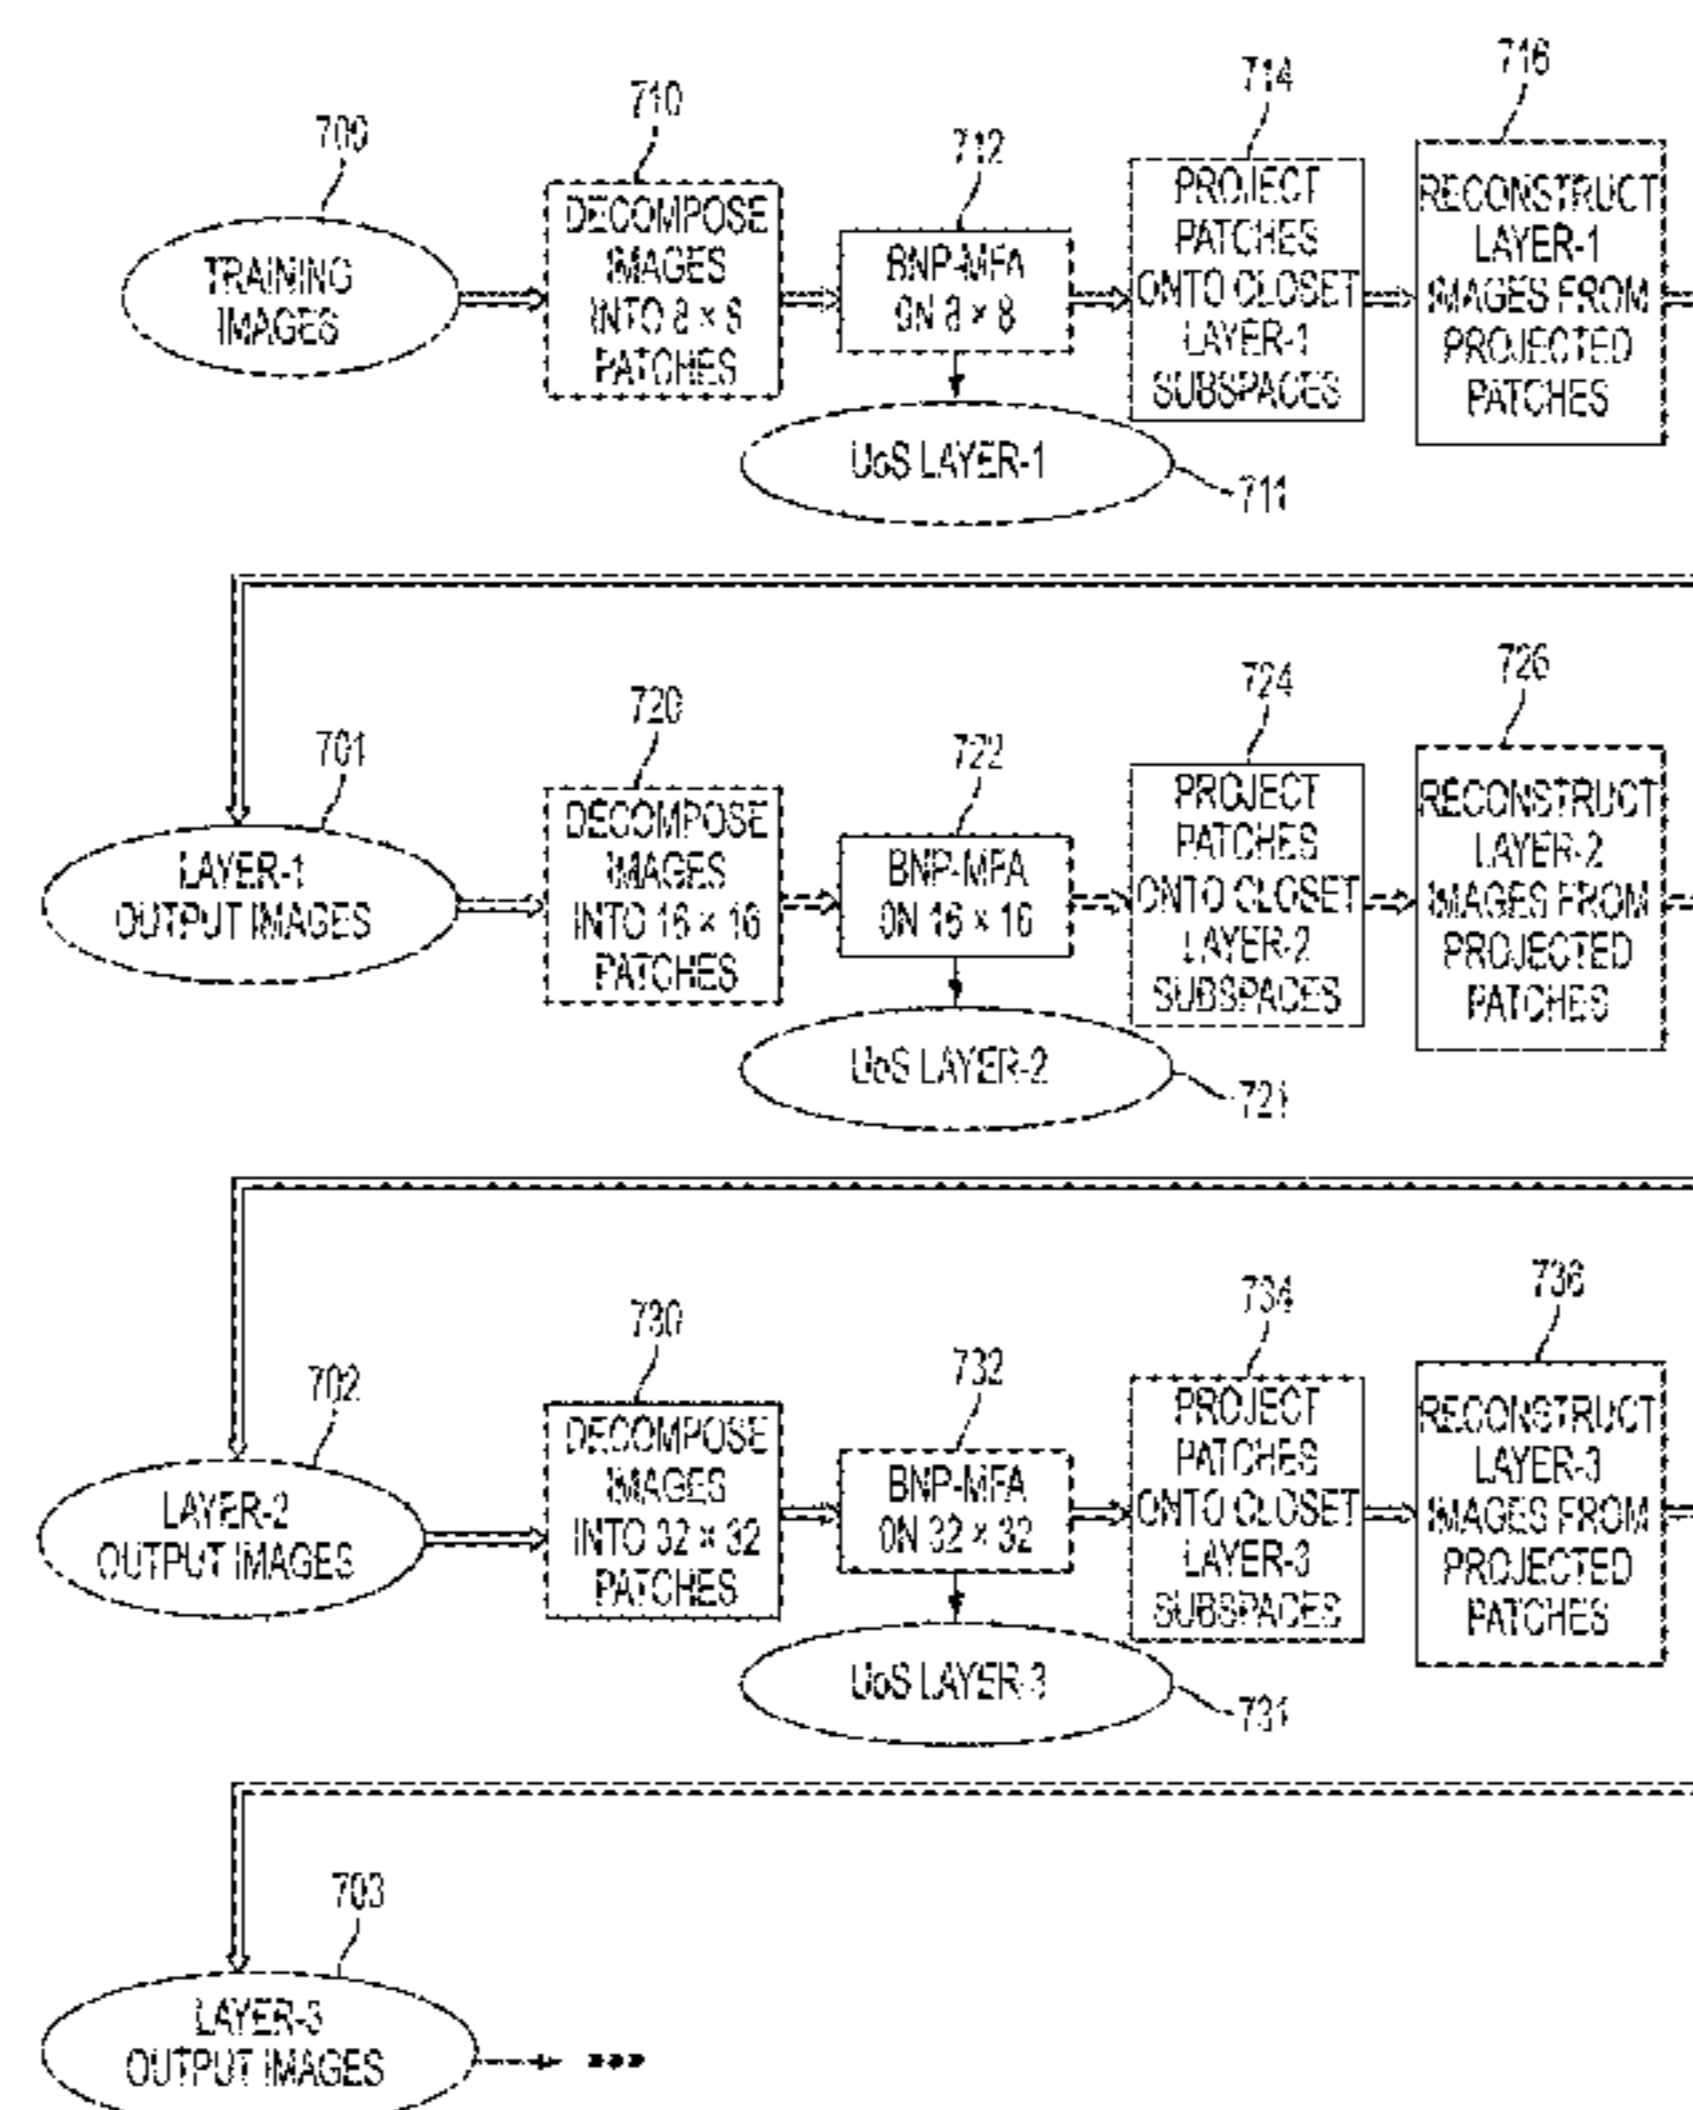 700
TRAINING
IMAGES
710
DECOMPOSE
IMAGES
INTO 8 × 8
PATCHES
712
BNP-MFA
ON 8 × 8
714
PROJECT
PATCHES
ONTO CLOSET
LAYER-1
SUBSPACES
716
RECONSTRUCT
LAYER-1
IMAGES FROM
PROJECTED
PATCHES
UoS LAYER-1
711
701
LAYER-1
OUTPUT IMAGES
720
DECOMPOSE
IMAGES
INTO 16 × 16
PATCHES
722
BNP-MFA
ON 16 × 16
724
PROJECT
PATCHES
ONTO CLOSET
LAYER-2
SUBSPACES
726
RECONSTRUCT
LAYER-2
IMAGES FROM
PROJECTED
PATCHES
UoS LAYER-2
721
702
LAYER-2
OUTPUT IMAGES
730
DECOMPOSE
IMAGES
INTO 32 × 32
PATCHES
732
BNP-MFA
ON 32 × 32
734
PROJECT
PATCHES
ONTO CLOSET
LAYER-3
SUBSPACES
736
RECONSTRUCT
LAYER-3
IMAGES FROM
PROJECTED
PATCHES
UoS LAYER-3
731
703
LAYER-3
OUTPUT IMAGES
•••